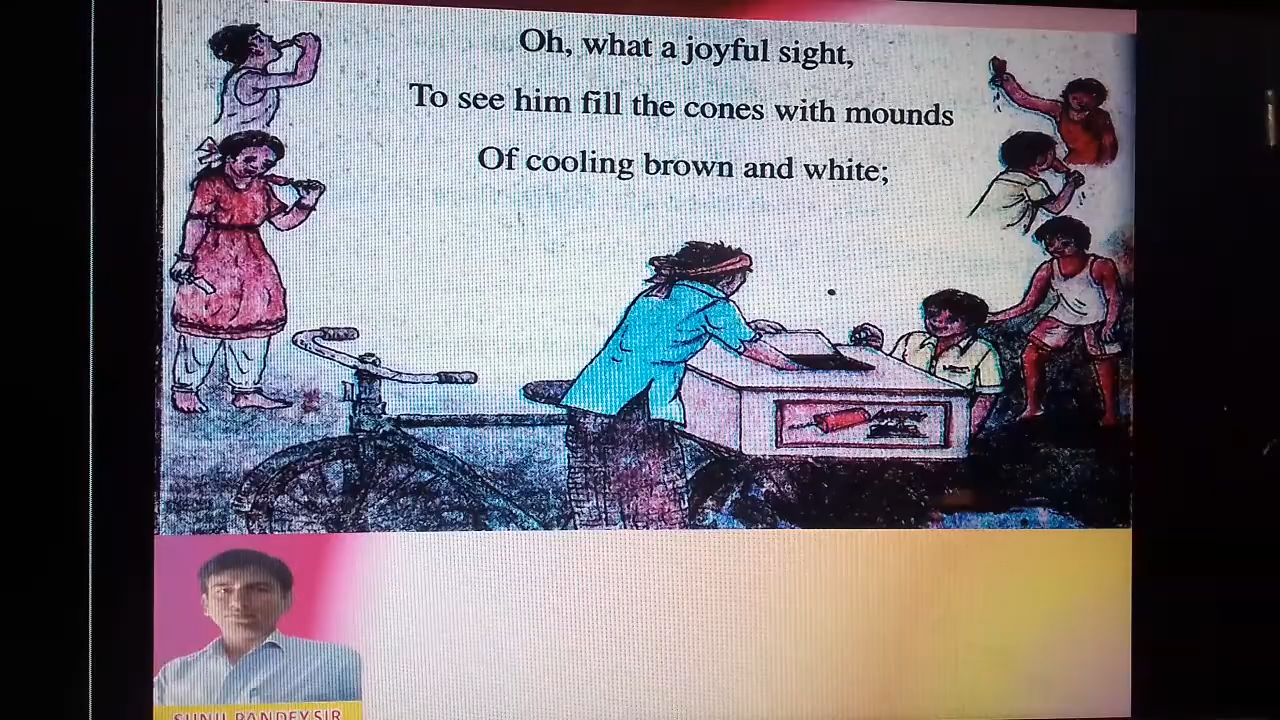 Oh, what a joyful sight,
To see him fill the cones with mounds
Of cooling brown and white;
SUNIL PANDEY SIR